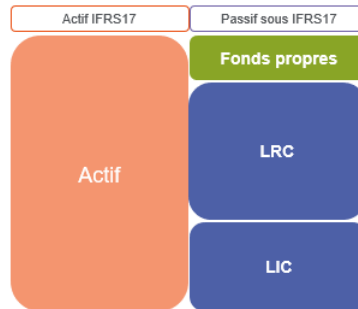 Actif IFRS17
Passif sous IFRS17
Fonds propres
Actif
LRC
LIC